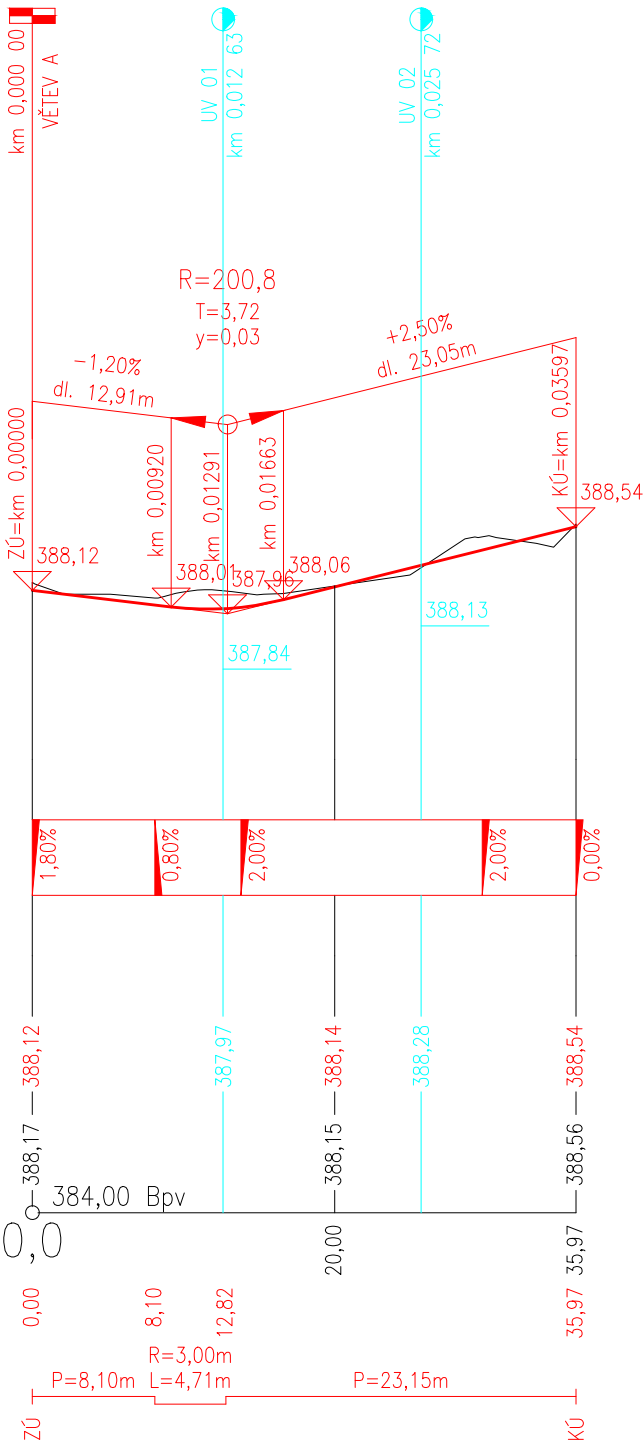 km 0,000 00
VĚTEV A
UV 01
km 0,012 63
UV 02
km 0,025 72
R=200,8
T=3,72
y=0,03
-1,20%
dl. 12,91m
+2,50%
dl. 23,05m
ZÚ=km 0,00000
km 0,00920
km 0,01291
km 0,01663
KÚ=km 0,03597
388,12
388,01
387,96
388,06
388,54
387,84
388,13
1,80%
0,80%
2,00%
2,00%
0,00%
388,12
387,97
388,14
388,28
388,54
388,17
388,15
388,56
384,00 Bpv
0,0
20,00
35,97
0,00
8,10
12,82
35,97
R=3,00m
P=8,10m
L=4,71m
P=23,15m
ZÚ
KÚ